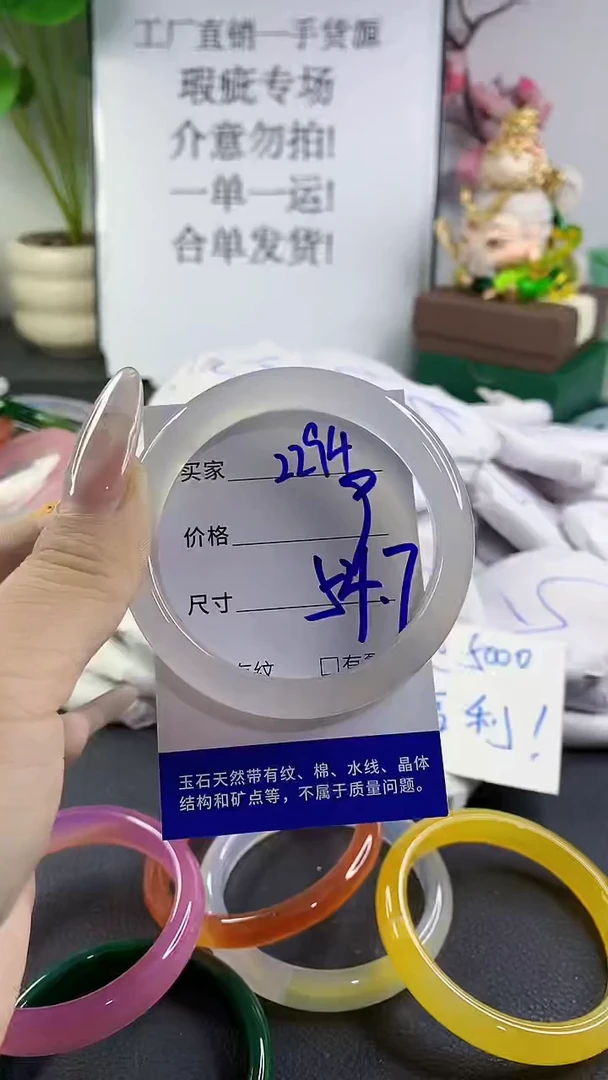 工厂直销一手货源
瑕疵专场
介意勿拍!
一单一运!
合单发货!
买家 2294
价格
尺寸 54.7
纹 □有
玉石天然带有纹、棉、水线、晶体
结构和矿点等，不属于质量问题。
5000
福利!